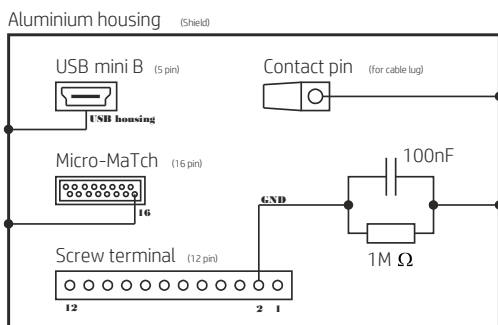 Aluminium housing (Shield)
USB mini B (5 pin)
Contact pin (for cable lug)
USB housing
Micro-MaTch (16 pin)
100nF
16
GND
1M Ω
Screw terminal (12 pin)
12 2 1